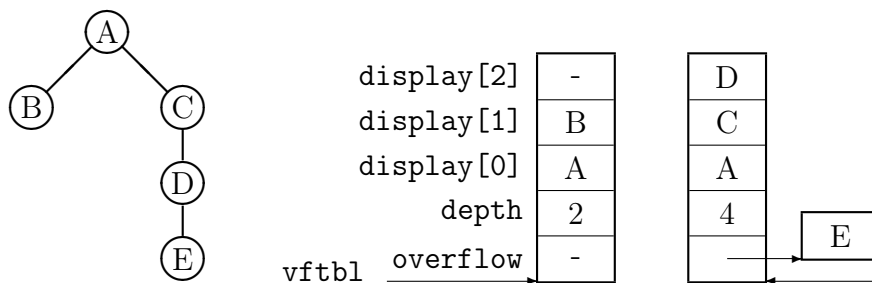 A
B C
D
E
display[2] - D
display[1] B C
display[0] A A
depth 2 4
E
overflow -
vftbl